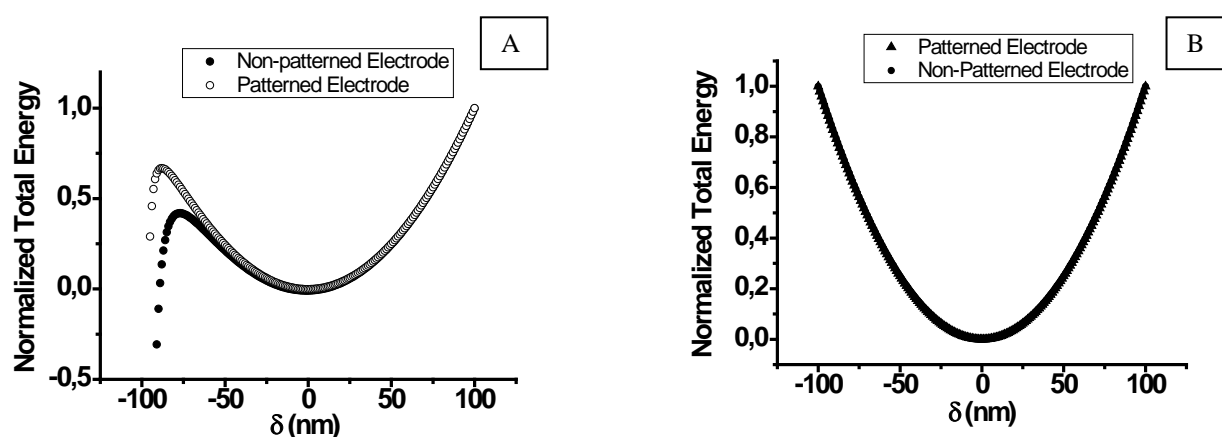 A
Non-patterned Electrode
Patterned Electrode
1,0
0,5
0,0
-0,5
-100 -50 0 50 100
δ (nm)
Normalized Total Energy
B
Patterned Electrode
Non-Patterned Electrode
1,0
0,8
0,6
0,4
0,2
0,0
-100 -50 0 50 100
δ (nm)
Normalized Total Energy